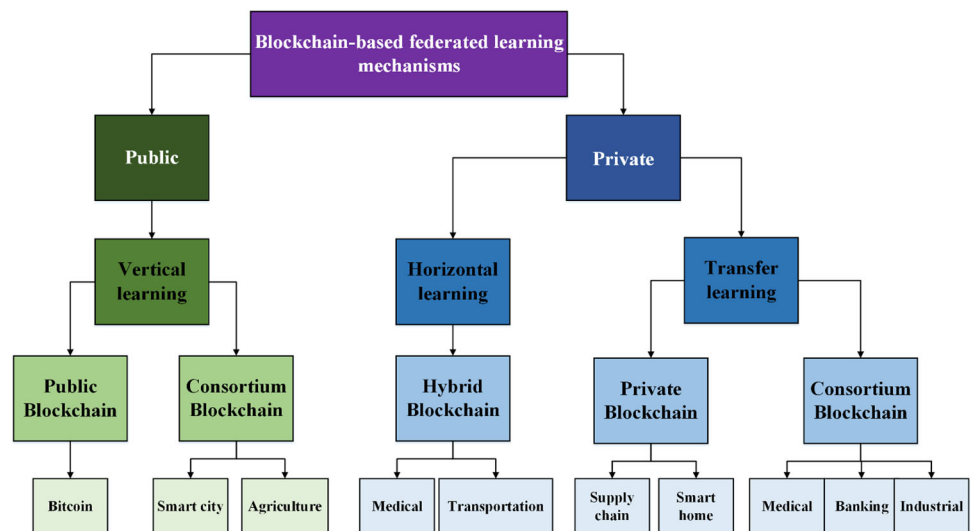 Blockchain-based federated learning
mechanisms
Public
Private
Vertical
learning
Horizontal
learning
Transfer
learning
Public
Blockchain
Consortium
Blockchain
Hybrid
Blockchain
Private
Blockchain
Consortium
Blockchain
Bitcoin
Smart city
Agriculture
Medical
Transportation
Supply
chain
Smart
home
Medical
Banking
Industrial